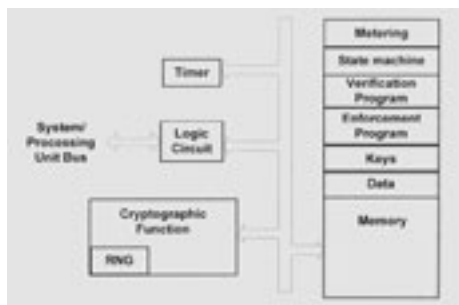 Metering
State machine
Verification
Program
Enforcement
Program
Keys
Data
Memory
Timer
System/
Processing
Unit Bus
Logic
Circuit
Cryptographic
Function
RNG